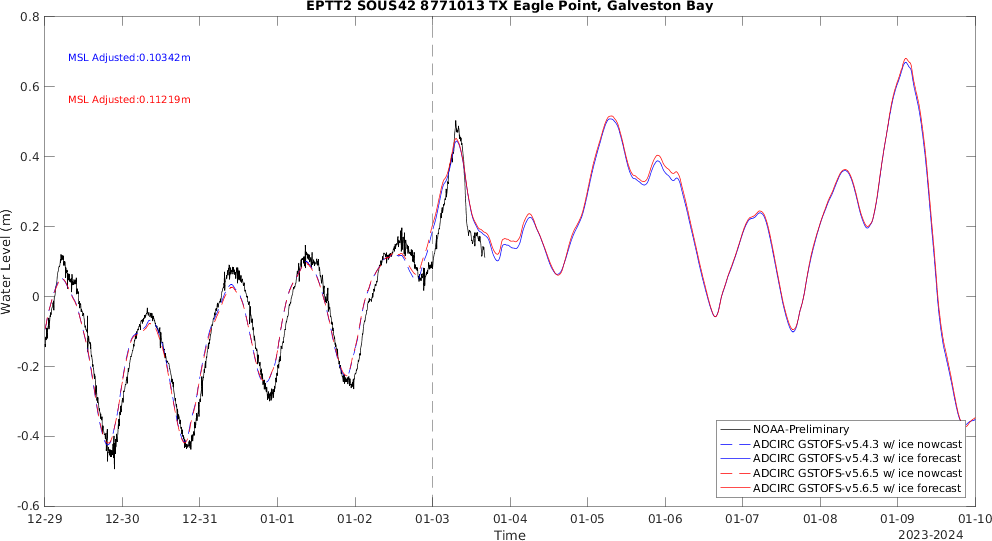 EPTT2 SOUS42 8771013 TX Eagle Point, Galveston Bay
MSL Adjusted:0.10342m
MSL Adjusted:0.11219m
Water Level (m)
0.8
0.6
0.4
0.2
0
-0.2
-0.4
-0.6
NOAA-Preliminary
ADCIRC GSTOFS-v5.4.3 w/ ice nowcast
ADCIRC GSTOFS-v5.4.3 w/ ice forecast
ADCIRC GSTOFS-v5.6.5 w/ ice nowcast
ADCIRC GSTOFS-v5.6.5 w/ ice forecast
12-29 12-30 12-31 01-01 01-02 01-03 01-04 01-05 01-06 01-07 01-08 01-09 01-10
Time
2023-2024